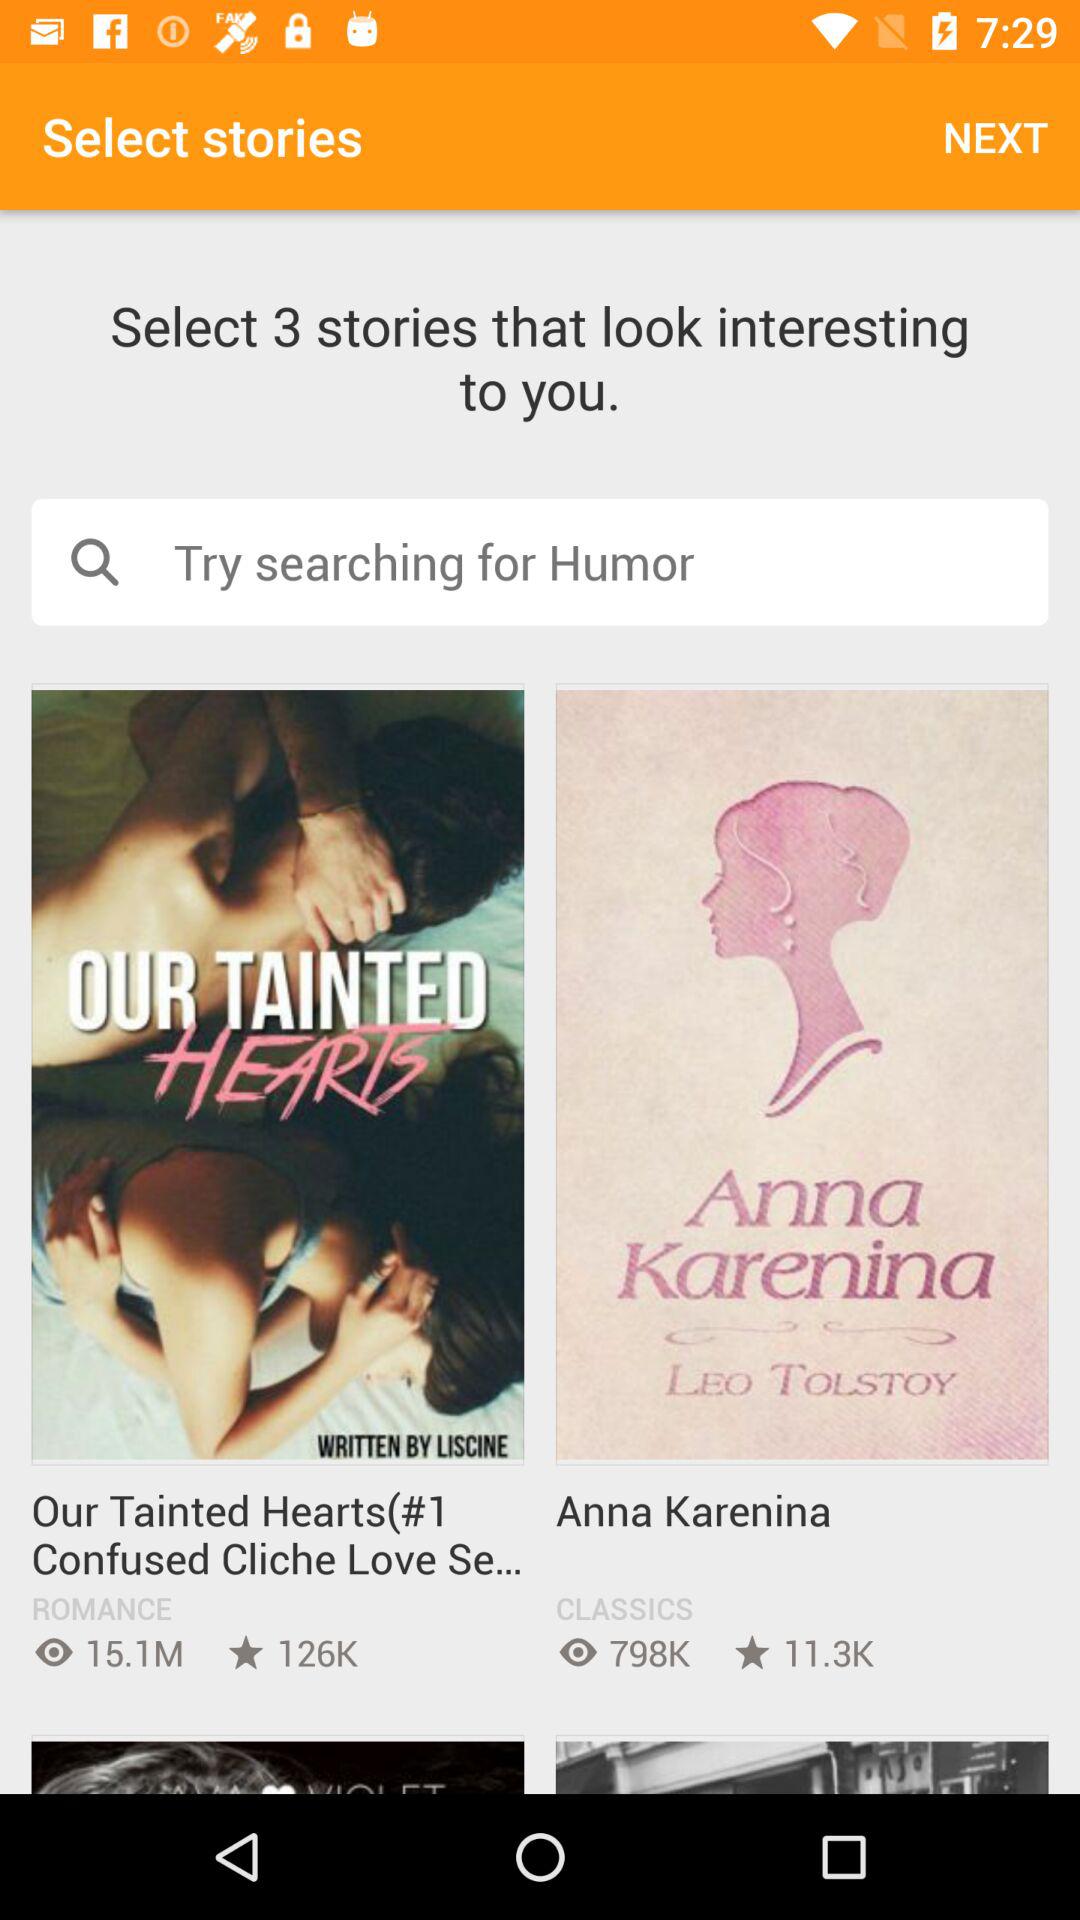 FAKE
7:29
Select stories
NEXT
Select 3 stories that look interesting
to you.
Try searching for Humor
OUR TAINTED
HEARTS
WRITTEN BY LISCINE
Anna
Karenina
LEO TOLSTOY
Our Tainted Hearts(#1
Confused Cliche Love Se...
ROMANCE
15.1M 126K
Anna Karenina
CLASSICS
798K 11.3K
VIOLET